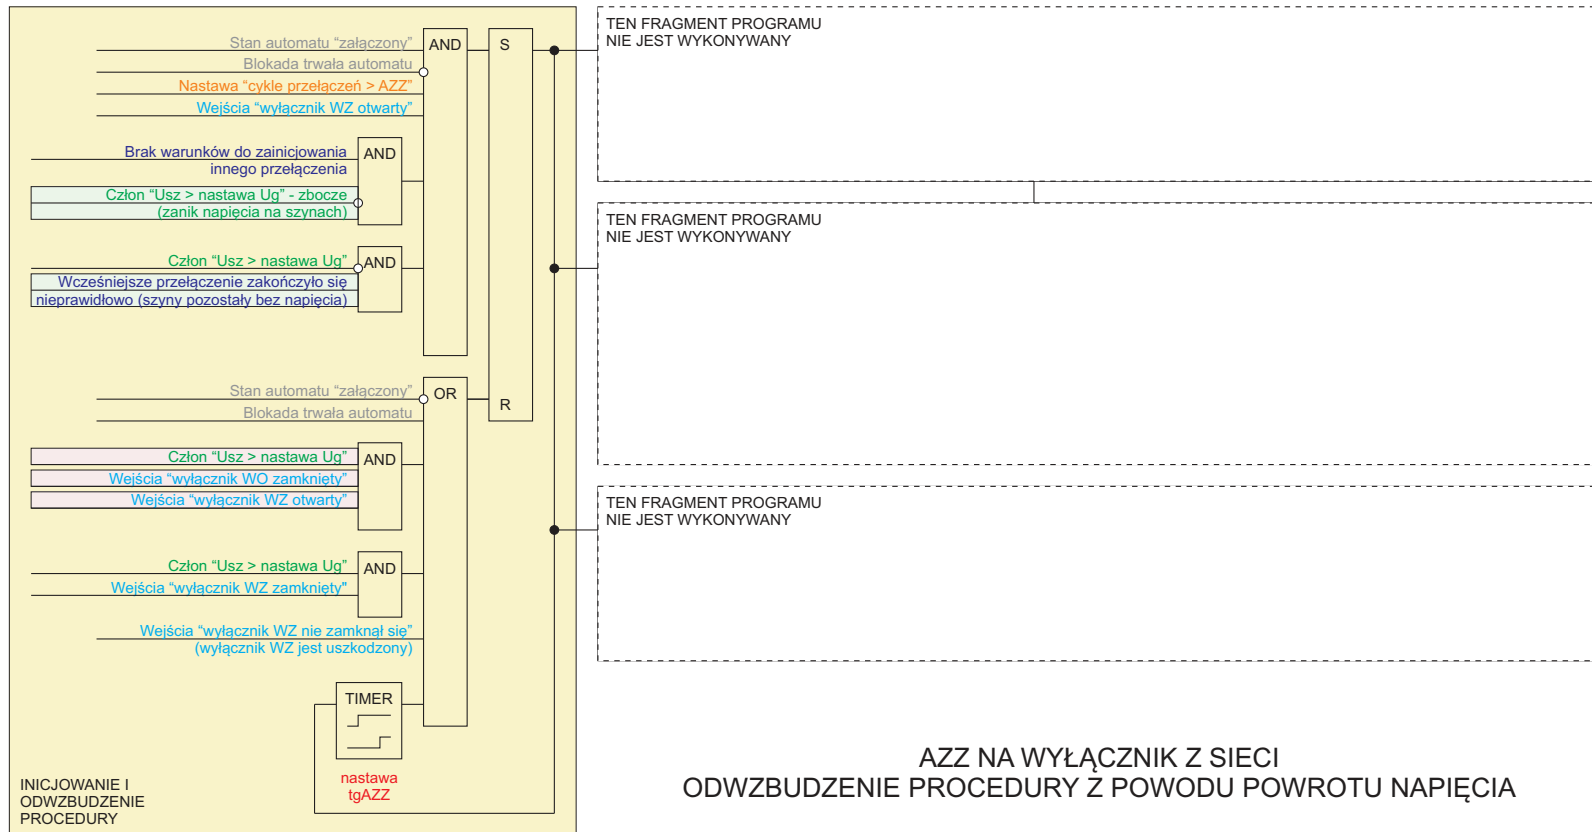 Stan automatu “załączony”
Blokada trwała automatu
Nastawa “cykle przełączeń > AZZ”
Wejścia “wyłącznik WZ otwarty”
AND
S
Brak warunków do zainicjowania
innego przełączenia
AND
Człon “Usz > nastawa Ug” - zbocze
(zanik napięcia na szynach)
Człon “Usz > nastawa Ug”
AND
Wcześniejsze przełączenie zakończyło się
nieprawidłowo (szyny pozostały bez napięcia)
Stan automatu “załączony”
Blokada trwała automatu
OR
R
Człon “Usz > nastawa Ug”
AND
Wejścia “wyłącznik WO zamknięty”
Wejścia “wyłącznik WZ otwarty”
Człon “Usz > nastawa Ug”
AND
Wejścia “wyłącznik WZ zamknięty"
Wejścia “wyłącznik WZ nie zamknął się”
(wyłącznik WZ jest uszkodzony)
TIMER
nastawa
tgAZZ
INICJOWANIE I
ODWZBUDZENIE
PROCEDURY
TEN FRAGMENT PROGRAMU
NIE JEST WYKONYWANY
TEN FRAGMENT PROGRAMU
NIE JEST WYKONYWANY
TEN FRAGMENT PROGRAMU
NIE JEST WYKONYWANY
AZZ NA WYŁĄCZNIK Z SIECI
ODWZBUDZENIE PROCEDURY Z POWODU POWROTU NAPIĘCIA